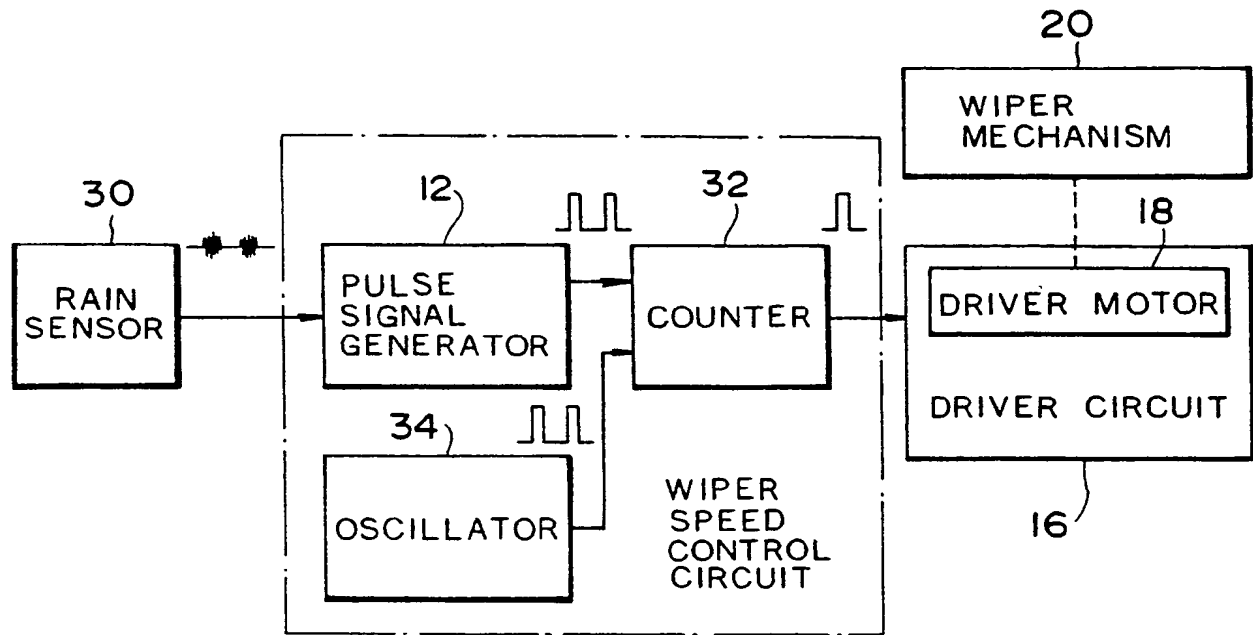 20
WIPER
MECHANISM
30
12
32
18
RAIN
SENSOR
PULSE
SIGNAL
GENERATOR
COUNTER
DRIVER MOTOR
DRIVER CIRCUIT
34
OSCILLATOR
WIPER
SPEED
CONTROL
CIRCUIT
16